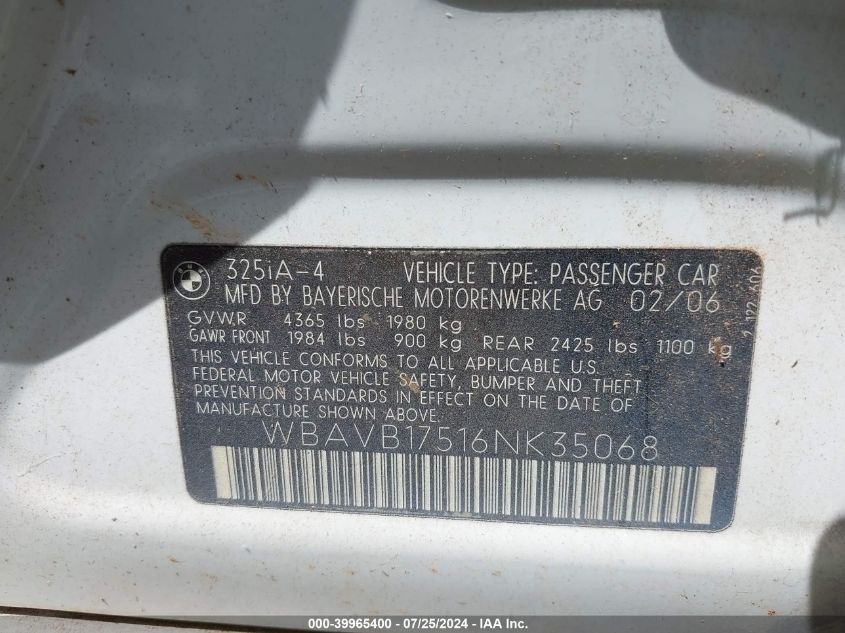 325iA-4 VEHICLE TYPE: PASSENGER CAR
MFD BY BAYERISCHE MOTORENWERKE AG 02/06
GVWR 4365 lbs 1980 kg
GAWR FRONT 1984 lbs 900 kg REAR 2425 lbs 1100 kg
THIS VEHICLE CONFORMS TO ALL APPLICABLE U.S.
FEDERAL MOTOR VEHICLE SAFETY, BUMPER AND THEFT
PREVENTION STANDARDS IN EFFECT ON THE DATE OF
MANUFACTURE SHOWN ABOVE.
WBAVB17516NK35068
000-39965400 - 07/25/2024 - IAA Inc.